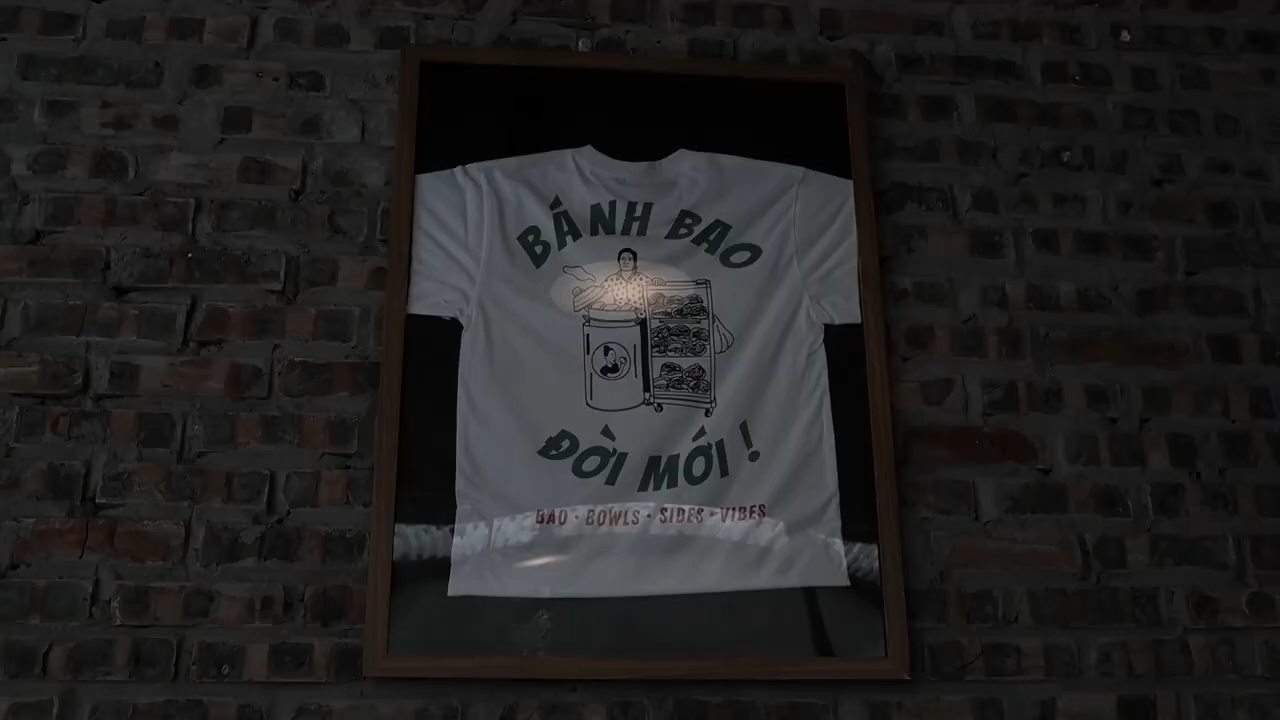 BÁNH BAO
ĐỜI MỚI !
BAO • BOWLS • SIDES • VIBES